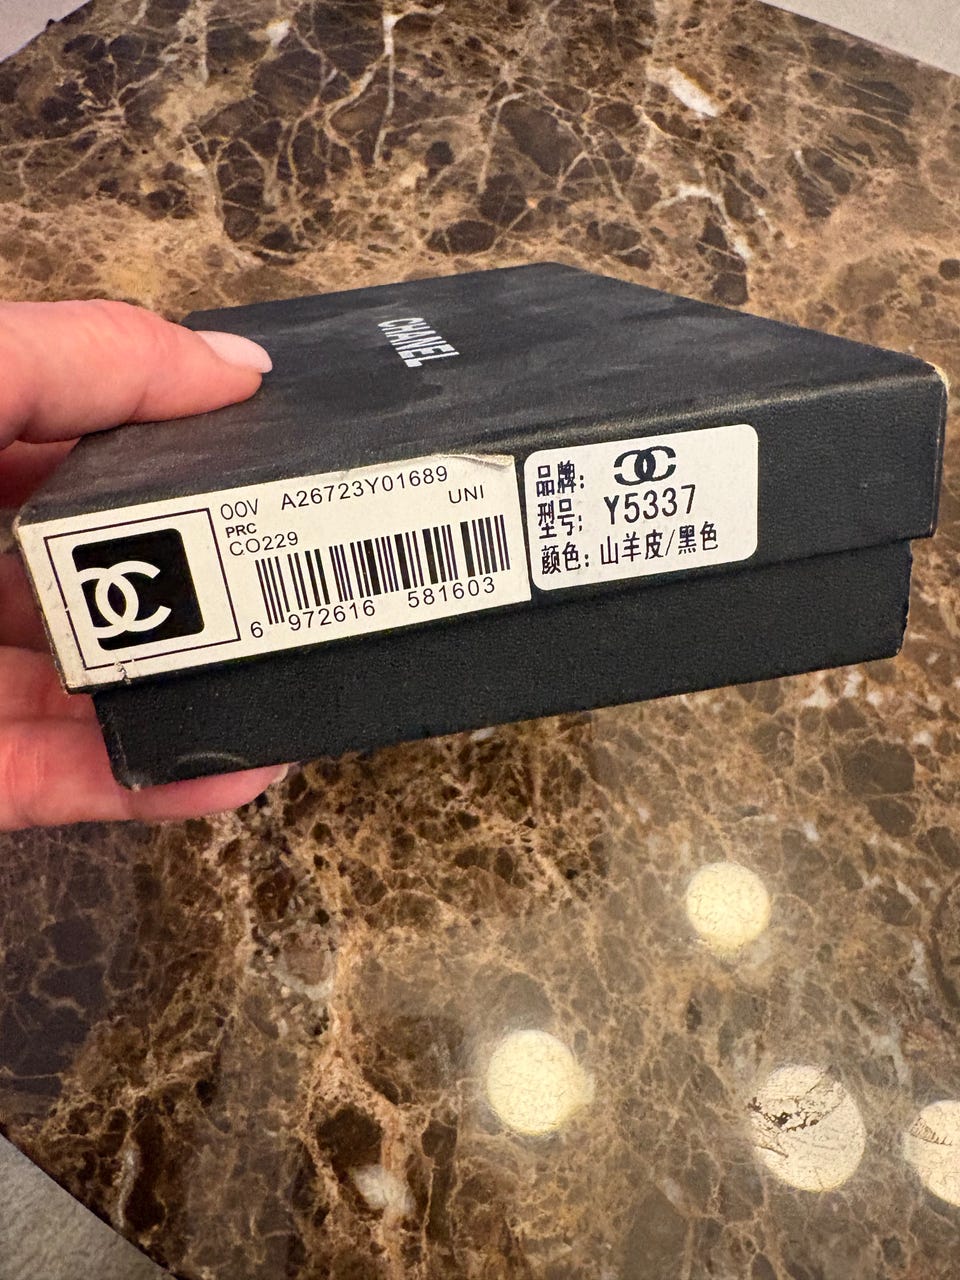 CHANEL
00V A26723Y01689
PRC UNI
CO229
6 972616 581603
品牌:
型号: Y5337
颜色: 山羊皮/黑色